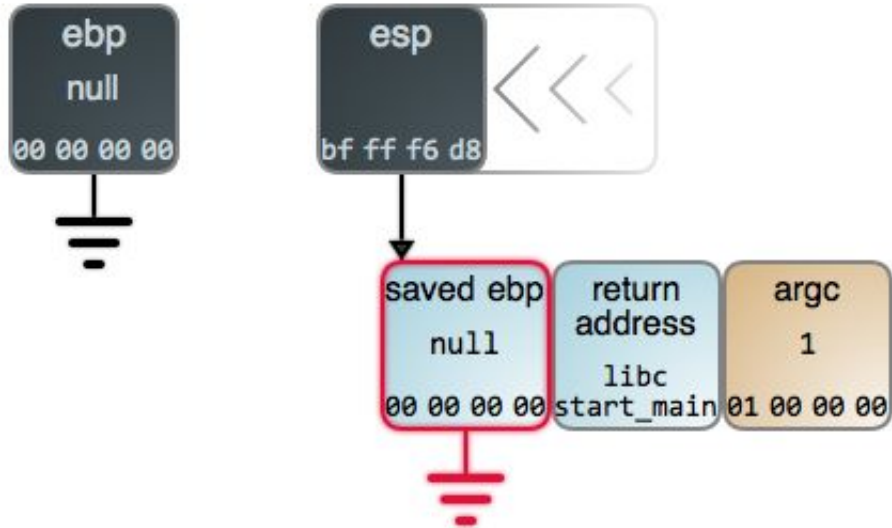 ebp
null
00 00 00 00
esp
bf ff f6 d8
saved ebp
null
00 00 00 00
return
address
libc
start_main
argc
1
01 00 00 00